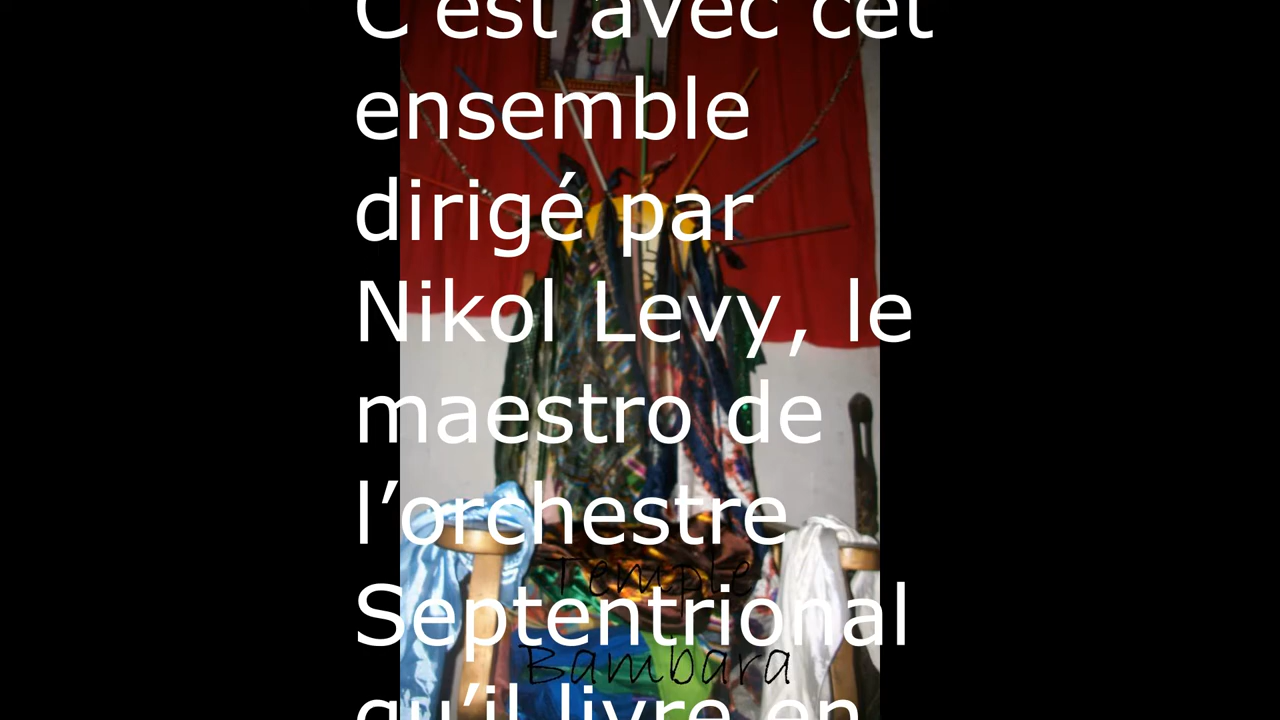 C'est avec cet
ensemble
dirigé par
Nikol Levy, le
maestro de
l’orchestre
Temple
Septentrional
Bambara
qu’il livre en